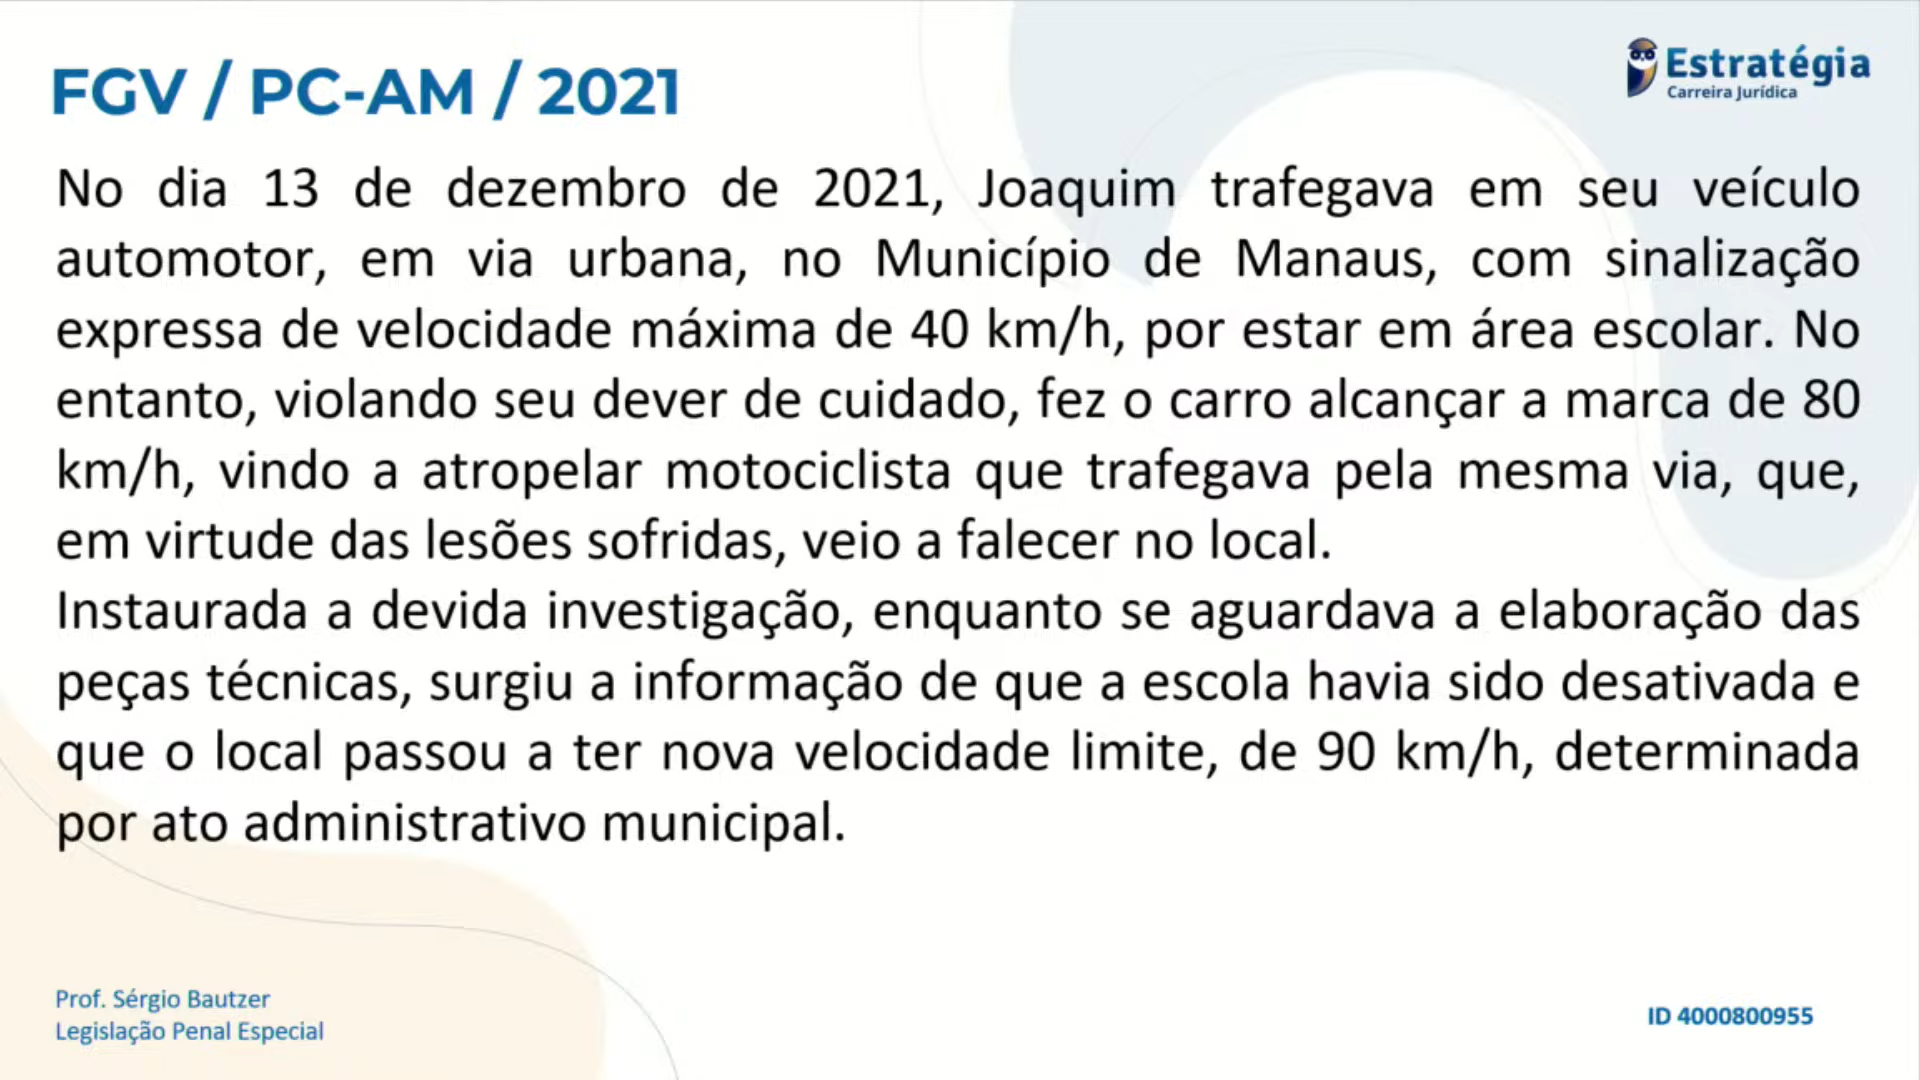 FGV / PC-AM / 2021
Estratégia
Carreira Jurídica
No dia 13 de dezembro de 2021, Joaquim trafegava em seu veículo
automotor, em via urbana, no Município de Manaus, com sinalização
expressa de velocidade máxima de 40 km/h, por estar em área escolar. No
entanto, violando seu dever de cuidado, fez o carro alcançar a marca de 80
km/h, vindo a atropelar motociclista que trafegava pela mesma via, que,
em virtude das lesões sofridas, veio a falecer no local.
Instaurada a devida investigação, enquanto se aguardava a elaboração das
peças técnicas, surgiu a informação de que a escola havia sido desativada e
que o local passou a ter nova velocidade limite, de 90 km/h, determinada
por ato administrativo municipal.
Prof. Sérgio Bautzer
Legislação Penal Especial
ID 4000800955